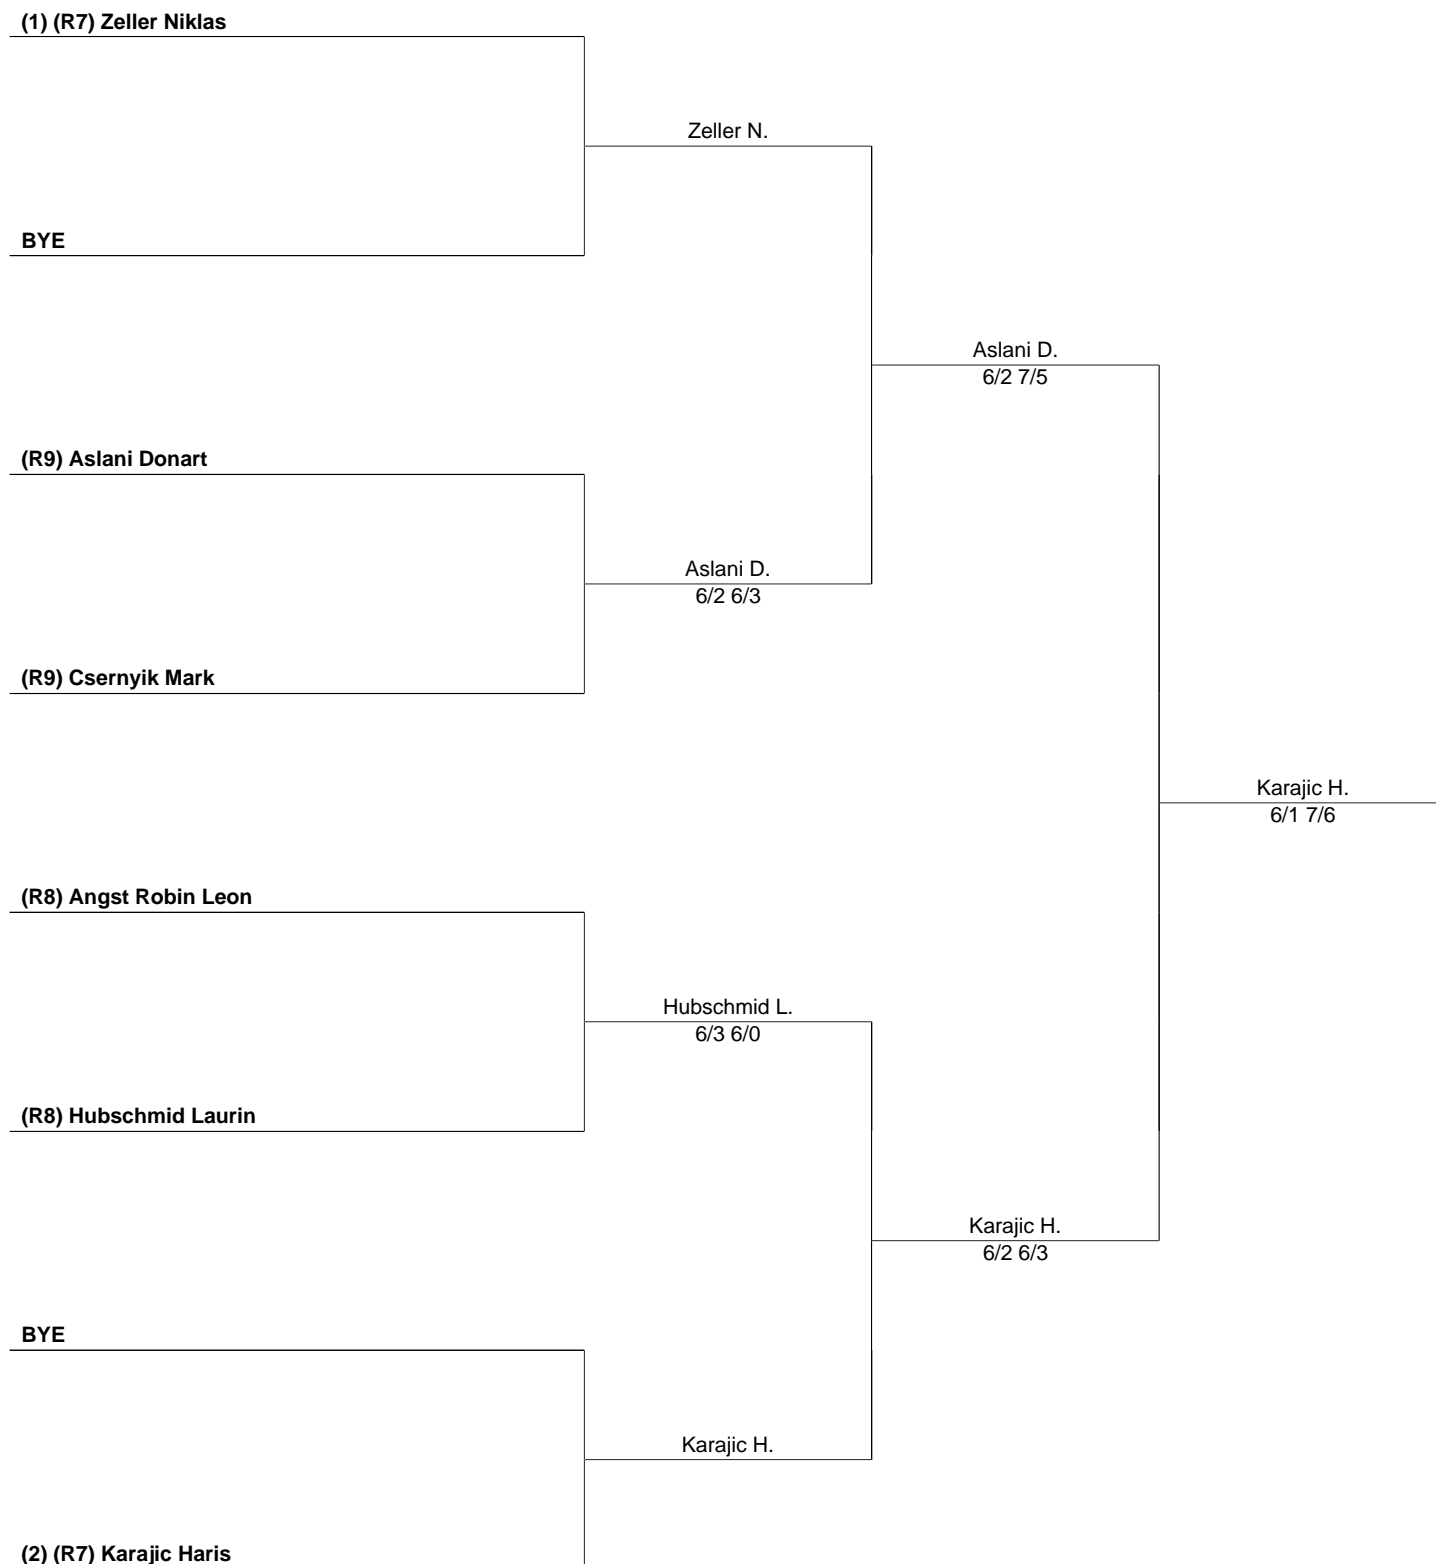 (1) (R7) Zeller Niklas
Zeller N.
BYE
Aslani D.
6/2 7/5
(R9) Aslani Donart
Aslani D.
6/2 6/3
(R9) Csernyik Mark
Karajic H.
6/1 7/6
(R8) Angst Robin Leon
Hubschmid L.
6/3 6/0
(R8) Hubschmid Laurin
Karajic H.
6/2 6/3
BYE
Karajic H.
(2) (R7) Karajic Haris